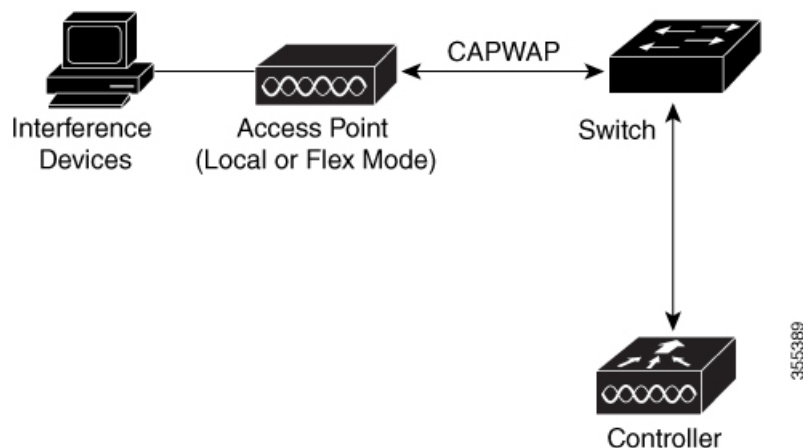 CAPWAP
Interference
Devices
Access Point
(Local or Flex Mode)
Switch
Controller
355389